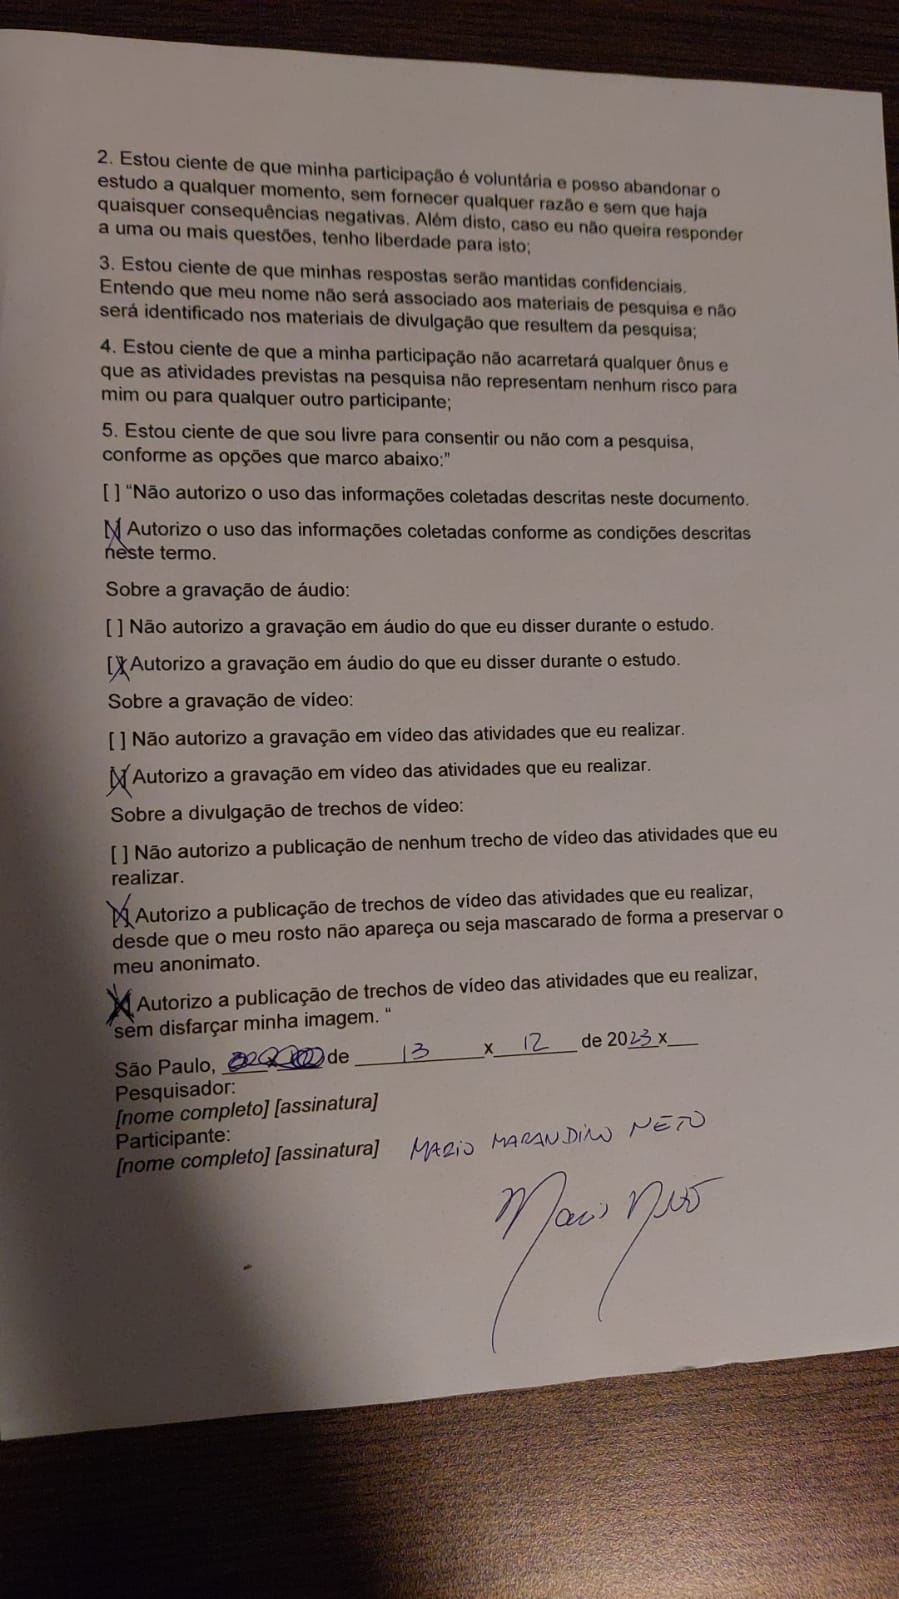 2. Estou ciente de que minha participação é voluntária e posso abandonar o
estudo a qualquer momento, sem fornecer qualquer razão e sem que haja
quaisquer consequências negativas. Além disto, caso eu não queira responder
a uma ou mais questões, tenho liberdade para isto;
3. Estou ciente de que minhas respostas serão mantidas confidenciais.
Entendo que meu nome não será associado aos materiais de pesquisa e não
será identificado nos materiais de divulgação que resultem da pesquisa;
4. Estou ciente de que a minha participação não acarretará qualquer ônus e
que as atividades previstas na pesquisa não representam nenhum risco para
mim ou para qualquer outro participante;
5. Estou ciente de que sou livre para consentir ou não com a pesquisa,
conforme as opções que marco abaixo:"
[ ] "Não autorizo o uso das informações coletadas descritas neste documento.
[X] Autorizo o uso das informações coletadas conforme as condições descritas
neste termo.
Sobre a gravação de áudio:
[ ] Não autorizo a gravação em áudio do que eu disser durante o estudo.
[X] Autorizo a gravação em áudio do que eu disser durante o estudo.
Sobre a gravação de vídeo:
[ ] Não autorizo a gravação em vídeo das atividades que eu realizar.
[X] Autorizo a gravação em vídeo das atividades que eu realizar.
Sobre a divulgação de trechos de vídeo:
[ ] Não autorizo a publicação de nenhum trecho de vídeo das atividades que eu
realizar.
[X] Autorizo a publicação de trechos de vídeo das atividades que eu realizar,
desde que o meu rosto não apareça ou seja mascarado de forma a preservar o
meu anonimato.
[X] Autorizo a publicação de trechos de vídeo das atividades que eu realizar,
sem disfarçar minha imagem. "
São Paulo, de 13 x 12 de 2023 x
Pesquisador:
[nome completo] [assinatura]
Participante:
[nome completo] [assinatura] MARIO MARANDINO NETO
Mario Neto